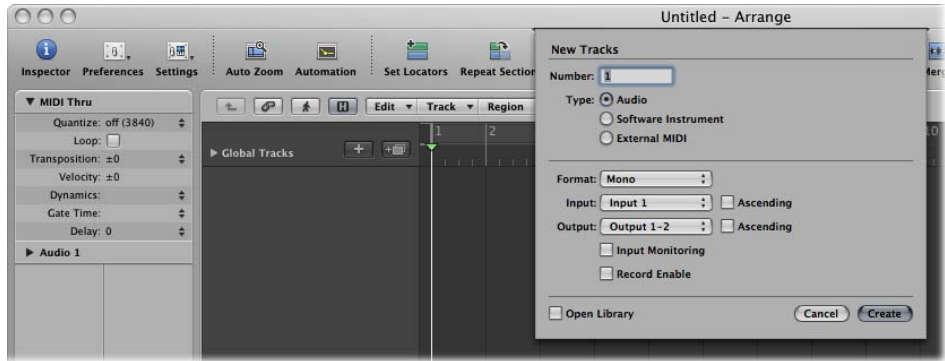 Untitled – Arrange
Inspector Preferences Settings Auto Zoom Automation Set Locators Repeat Section
New Tracks
Number: 1
Type: Audio
Software Instrument
External MIDI
Format: Mono
Input: Input 1 Ascending
Output: Output 1–2 Ascending
Input Monitoring
Record Enable
Open Library Cancel Create
MIDI Thru
Quantize: off (3840)
Loop:
Transposition: ±0
Velocity: ±0
Dynamics:
Gate Time:
Delay: 0
Audio 1
H Edit Track Region
1 2 10
Global Tracks